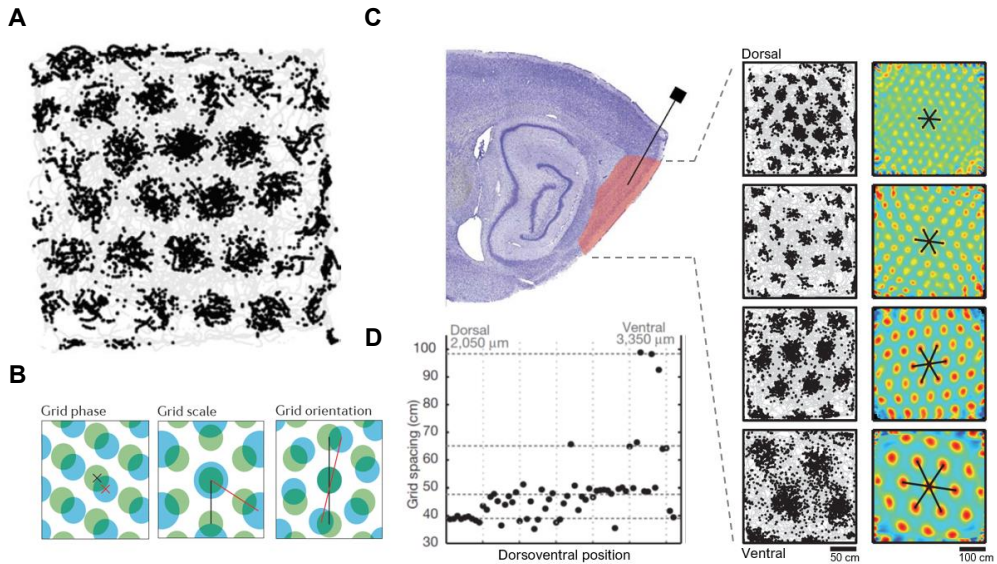 A
B
Grid phase
Grid scale
Grid orientation
C
Dorsal
Ventral
50 cm
100 cm
D
Dorsal
2,050 μm
Ventral
3,350 μm
Grid spacing (cm)
100
90
80
70
60
50
40
30
Dorsoventral position